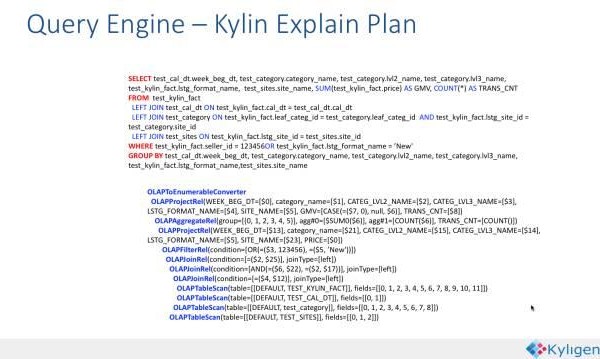 Query Engine – Kylin Explain Plan
SELECT test_cal_dt.week_beg_dt, test_category.category_name, test_category.lvl2_name, test_category.lvl3_name,
test_kylin_fact.lstg_format_name, test_sites.site_name, SUM(test_kylin_fact.price) AS GMV, COUNT(*) AS TRANS_CNT
FROM test_kylin_fact
LEFT JOIN test_cal_dt ON test_kylin_fact.cal_dt = test_cal_dt.cal_dt
LEFT JOIN test_category ON test_kylin_fact.leaf_categ_id = test_category.leaf_categ_id AND test_kylin_fact.lstg_site_id =
test_category.site_id
LEFT JOIN test_sites ON test_kylin_fact.lstg_site_id = test_sites.site_id
WHERE test_kylin_fact.seller_id = 123456OR test_kylin_fact.lstg_format_name = 'New'
GROUP BY test_cal_dt.week_beg_dt, test_category.category_name, test_category.lvl2_name, test_category.lvl3_name,
test_kylin_fact.lstg_format_name,test_sites.site_name
OLAPToEnumerableConverter
OLAPProjectRel(WEEK_BEG_DT=[$0], category_name=[$1], CATEG_LVL2_NAME=[$2], CATEG_LVL3_NAME=[$3],
LSTG_FORMAT_NAME=[$4], SITE_NAME=[$5], GMV=[CASE(=($7, 0), null, $6)], TRANS_CNT=[$8])
OLAPAggregateRel(group=[{0, 1, 2, 3, 4, 5}], agg#0=[$SUM0($6)], agg#1=[COUNT($6)], TRANS_CNT=[COUNT()])
OLAPProjectRel(WEEK_BEG_DT=[$13], category_name=[$21], CATEG_LVL2_NAME=[$15], CATEG_LVL3_NAME=[$14],
LSTG_FORMAT_NAME=[$5], SITE_NAME=[$23], PRICE=[$0])
OLAPFilterRel(condition=[OR(=($3, 123456), =($5, 'New'))])
OLAPJoinRel(condition=[=($2, $25)], joinType=[left])
OLAPJoinRel(condition=[AND(=($6, $22), =($2, $17))], joinType=[left])
OLAPJoinRel(condition=[=($4, $12)], joinType=[left])
OLAPTableScan(table=[[DEFAULT, TEST_KYLIN_FACT]], fields=[[0, 1, 2, 3, 4, 5, 6, 7, 8, 9, 10, 11]])
OLAPTableScan(table=[[DEFAULT, TEST_CAL_DT]], fields=[[0, 1]])
OLAPTableScan(table=[[DEFAULT, test_category]], fields=[[0, 1, 2, 3, 4, 5, 6, 7, 8]])
OLAPTableScan(table=[[DEFAULT, TEST_SITES]], fields=[[0, 1, 2]])
Kyligen